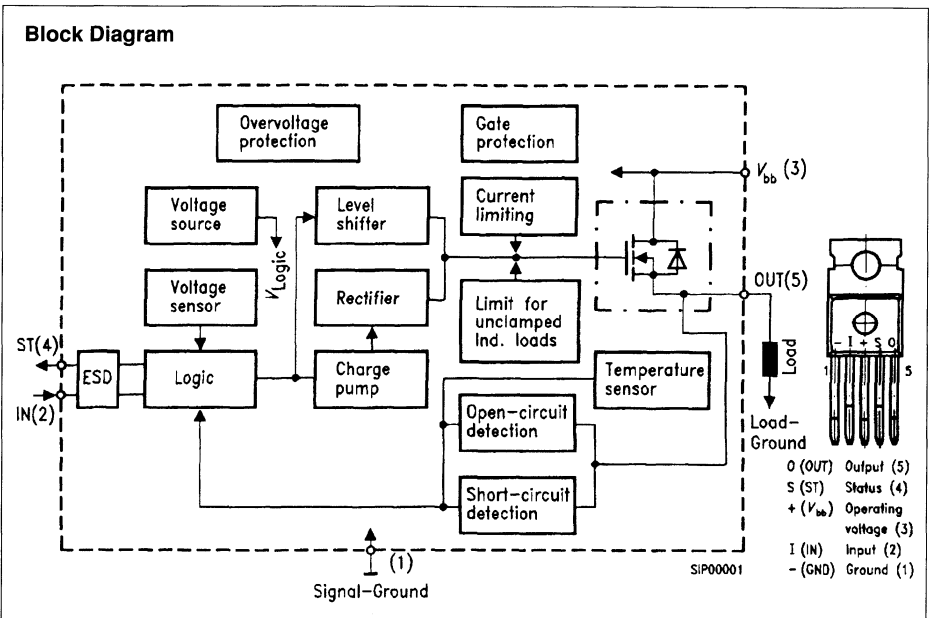 Block Diagram
Overvoltage
protection
Gate
protection
Voltage
source
Level
shifter
Current
limiting
V_bb (3)
V_Logic
Voltage
sensor
Rectifier
Limit for
unclamped
Ind. loads
OUT(5)
ST(4)
IN(2)
ESD
Logic
Charge
pump
Temperature
sensor
Load
- I + S O
1
5
Open-circuit
detection
Short-circuit
detection
Load-
Ground
(1)
Signal-Ground
SIP00001
O (OUT) Output (5)
S (ST) Status (4)
+ (V_bb) Operating
voltage (3)
I (IN) Input (2)
- (GND) Ground (1)